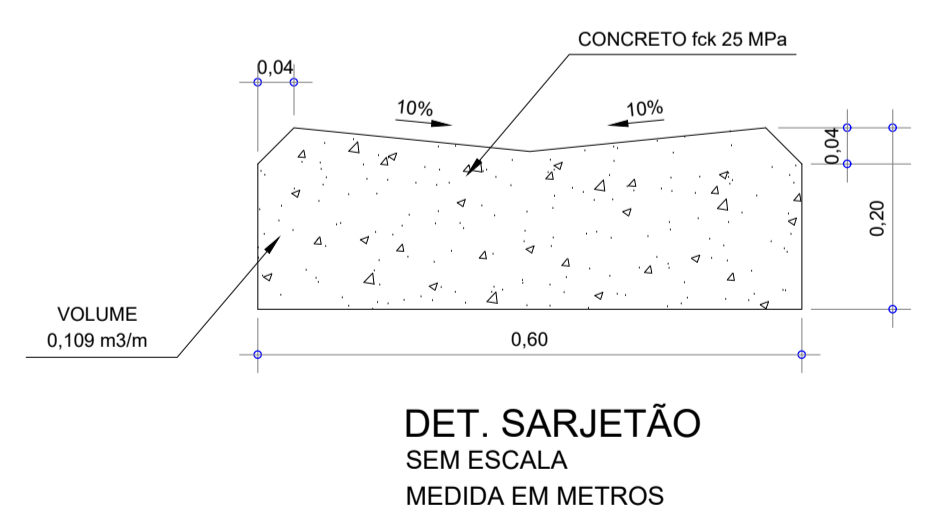 CONCRETO fck 25 MPa
0,04
10%
10%
0,04
0,20
VOLUME
0,109 m3/m
0,60
DET. SARJETÃO
SEM ESCALA
MEDIDA EM METROS